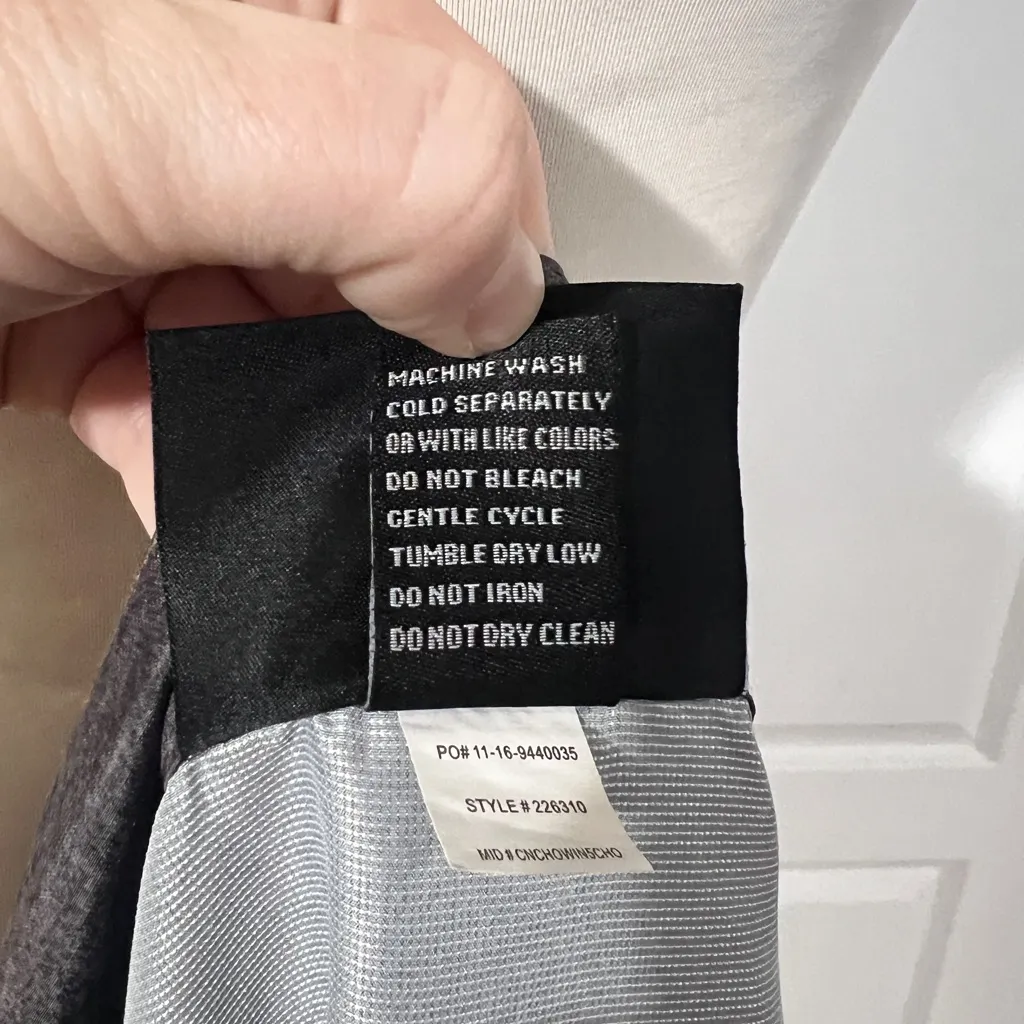 MACHINE WASH
COLD SEPARATELY
OR WITH LIKE COLORS
DO NOT BLEACH
GENTLE CYCLE
TUMBLE DRY LOW
DO NOT IRON
DO NOT DRY CLEAN
PO# 11-16-9440035
STYLE # 226310
MID # CNCHOWIN5CHO